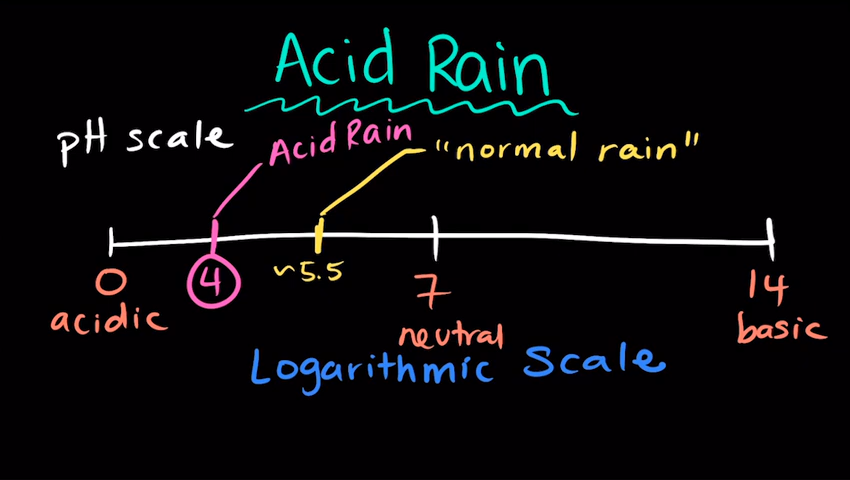 Acid Rain
pH scale
Acid Rain
"normal rain"
0
4
~5.5
7
14
acidic
neutral
basic
Logarithmic Scale